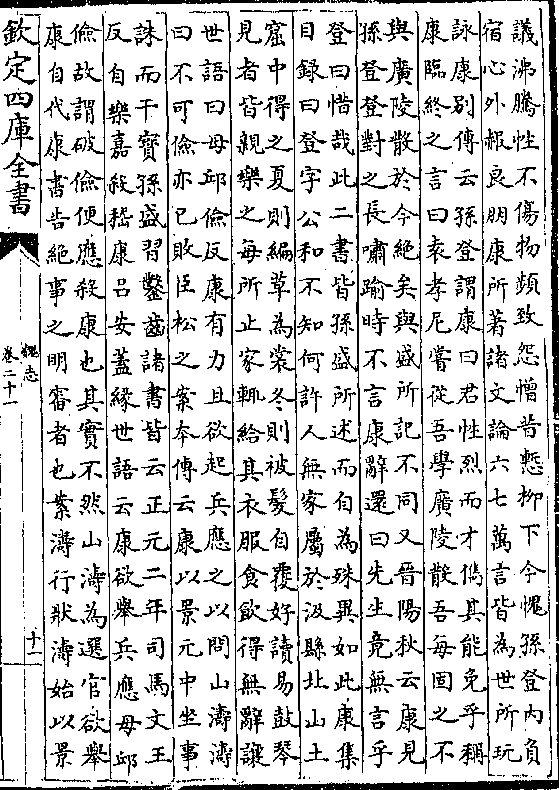 議沸騰性不傷物頻致怨憎昔慙柳下今愧孫登内負
宿心外赧良朋康所著諸文論六七萬言皆為世所玩
詠康别傳云孫登謂康曰君性烈而才儁其能免乎稱
康臨終之言曰袁孝尼嘗從吾學廣陵散吾每固之不
與廣陵散於今絶矣與盛所記不同又晉陽秋云康見
孫登登對之長嘯踰時不言康辭還曰先生竟無言乎
登曰惜哉此二書皆孫盛所述而自為殊異如此康集
目録曰登字公和不知何許人無家屬於汲縣北山土
窟中得之夏則編草為裳冬則被髪自覆好讀易鼓琴
見者皆親樂之每所止家輒給其衣服食飲得無辭讓
世語曰毋邱儉反康有力且欲起兵應之以問山濤濤
曰不可儉亦已敗臣松之案本傳云康以景元中坐事
誅而干寳孫盛習鑿齒諸書皆云正元二年司馬文王
反自樂嘉殺嵇康吕安蓋縁世語云康欲舉兵應毋邱
儉故謂破儉便應殺康也其實不然山濤為選官欲舉
康自代康書告絶事之明審者也案濤行狀濤始以景
欽定四庫全書
魏志
卷二十一
十一